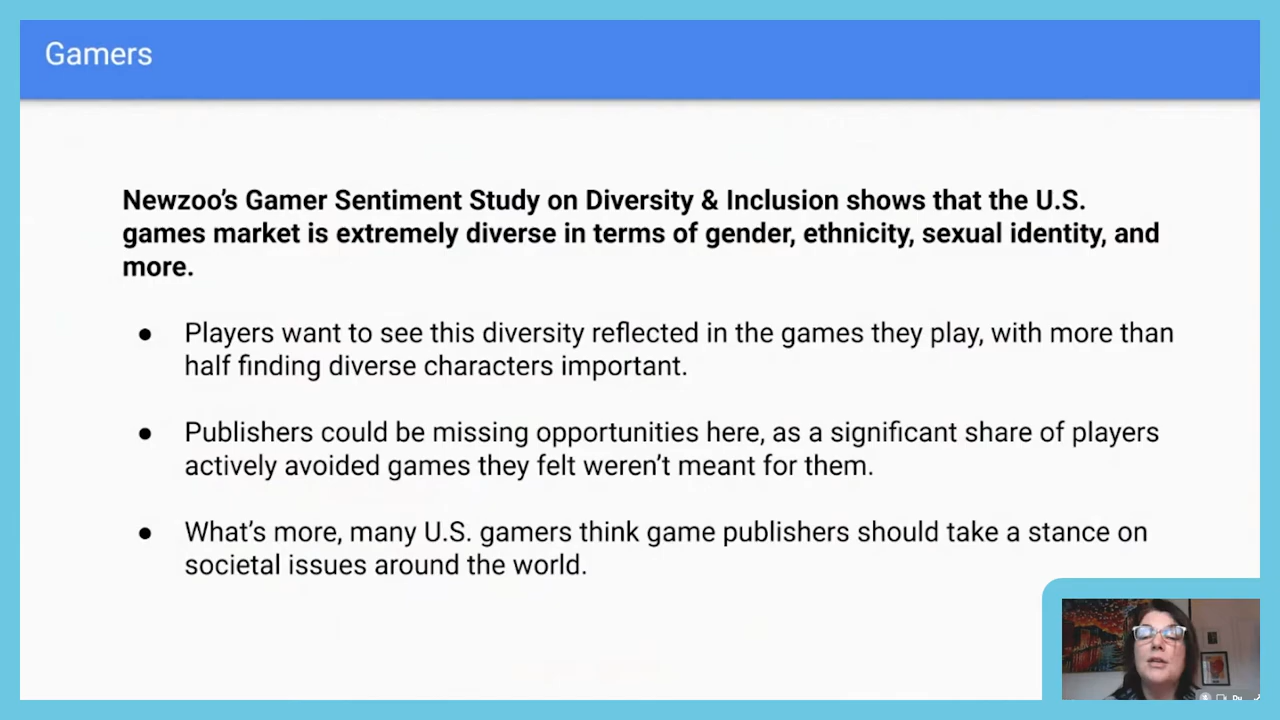 Gamers
Newzoo’s Gamer Sentiment Study on Diversity & Inclusion shows that the U.S.
games market is extremely diverse in terms of gender, ethnicity, sexual identity, and
more.
● Players want to see this diversity reflected in the games they play, with more than
half finding diverse characters important.
● Publishers could be missing opportunities here, as a significant share of players
actively avoided games they felt weren’t meant for them.
● What’s more, many U.S. gamers think game publishers should take a stance on
societal issues around the world.